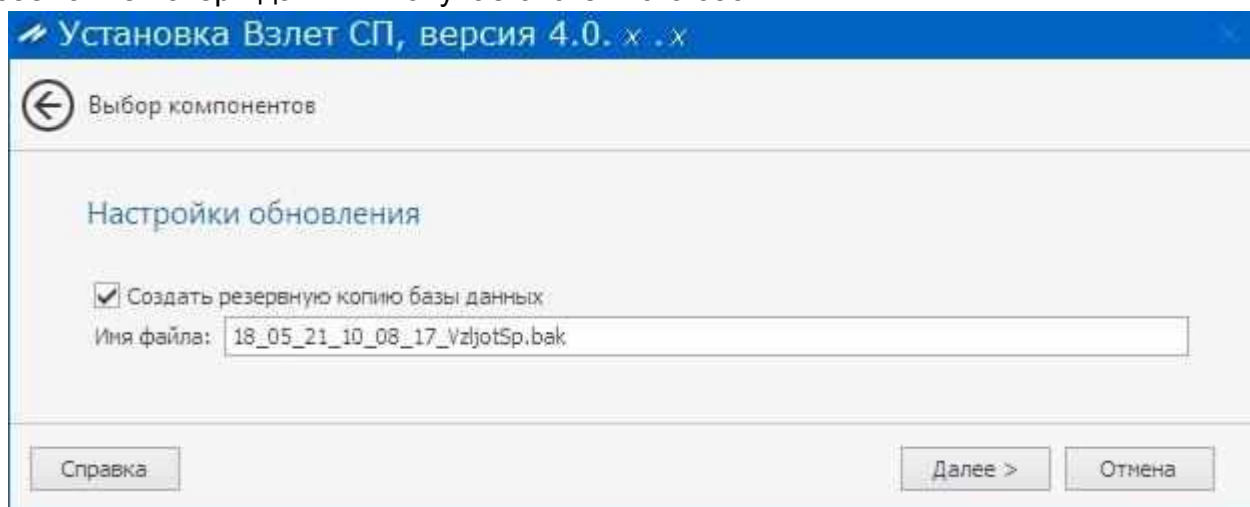 Установка Взлет СП, версия 4.0. x . x
Выбор компонентов
Настройки обновления
Создать резервную копию базы данных
Имя файла: 18_05_21_10_08_17_VzljotSp.bak
Справка Далее > Отмена